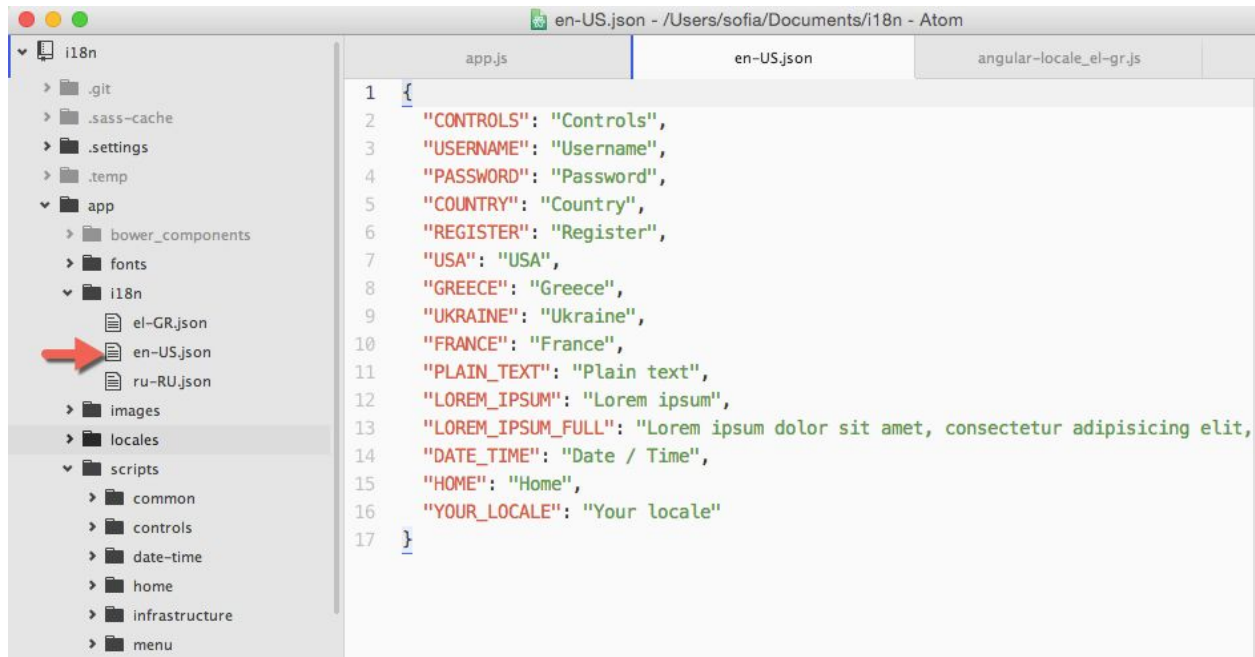 en-US.json - /Users/sofia/Documents/i18n - Atom
i18n
.git
.sass-cache
.settings
.temp
app
bower_components
fonts
i18n
el-GR.json
en-US.json
ru-RU.json
images
locales
scripts
common
controls
date-time
home
infrastructure
menu
app.js
en-US.json
angular-locale_el-gr.js
1 {
2 "CONTROLS": "Controls",
3 "USERNAME": "Username",
4 "PASSWORD": "Password",
5 "COUNTRY": "Country",
6 "REGISTER": "Register",
7 "USA": "USA",
8 "GREECE": "Greece",
9 "UKRAINE": "Ukraine",
10 "FRANCE": "France",
11 "PLAIN_TEXT": "Plain text",
12 "LOREM_IPSUM": "Lorem ipsum",
13 "LOREM_IPSUM_FULL": "Lorem ipsum dolor sit amet, consectetur adipisicing elit,
14 "DATE_TIME": "Date / Time",
15 "HOME": "Home",
16 "YOUR_LOCALE": "Your locale"
17 }